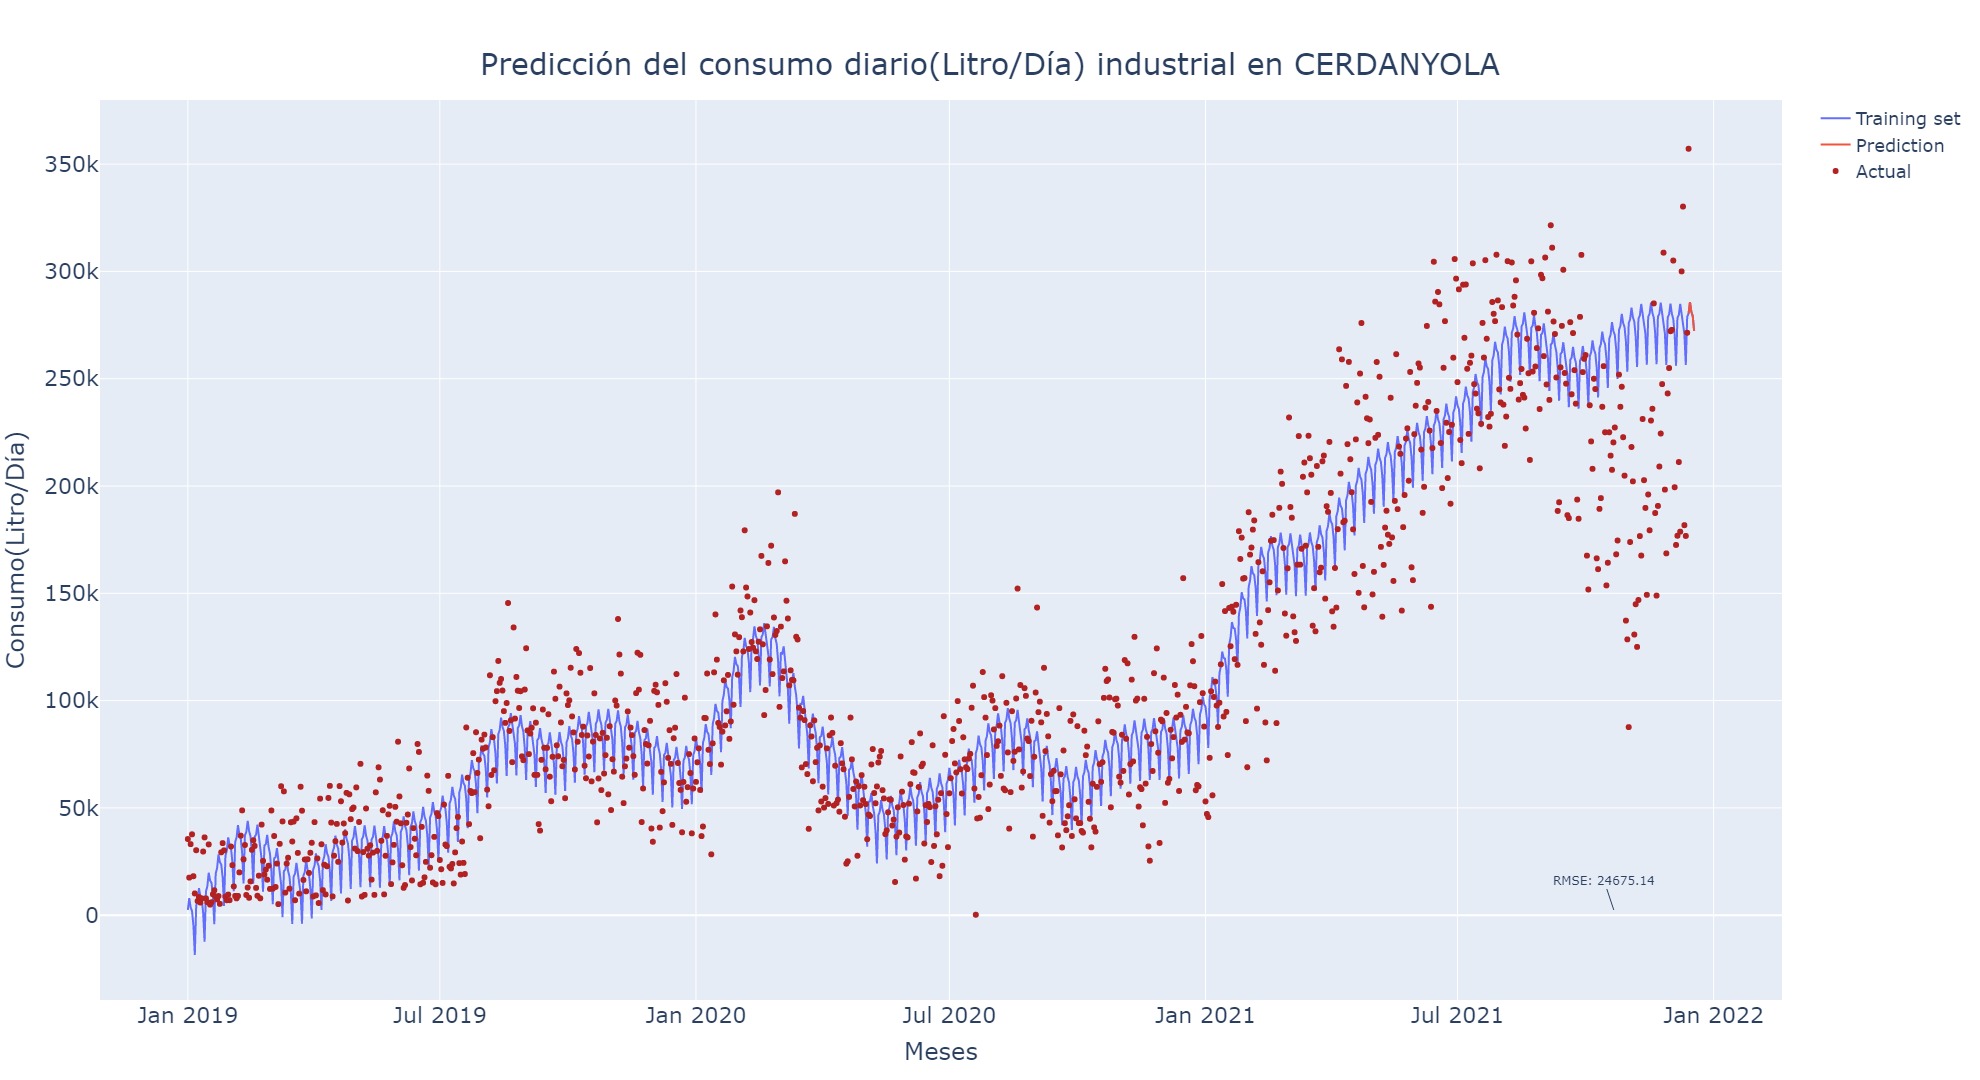 Predicción del consumo diario(Litro/Día) industrial en CERDANYOLA
Training set
Prediction
Actual
350k
300k
250k
200k
150k
100k
50k
0
Consumo(Litro/Día)
RMSE: 24675.14
Jan 2019
Jul 2019
Jan 2020
Jul 2020
Jan 2021
Jul 2021
Jan 2022
Meses